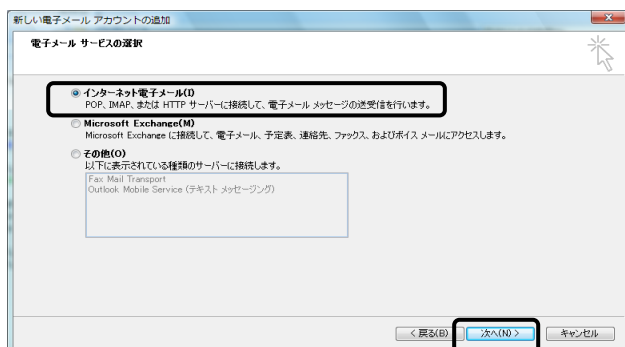 新しい電子メール アカウントの追加
電子メール サービスの選択
インターネット電子メール(I)
POP、IMAP、または HTTP サーバーに接続して、電子メール メッセージの送受信を行います。
Microsoft Exchange(M)
Microsoft Exchange に接続して、電子メール、予定表、連絡先、ファックス、およびボイス メールにアクセスします。
その他(O)
以下に表示されている種類のサーバーに接続します。
Fax Mail Transport
Outlook Mobile Service (テキスト メッセージング)
< 戻る(B)
次へ(N) >
キャンセル